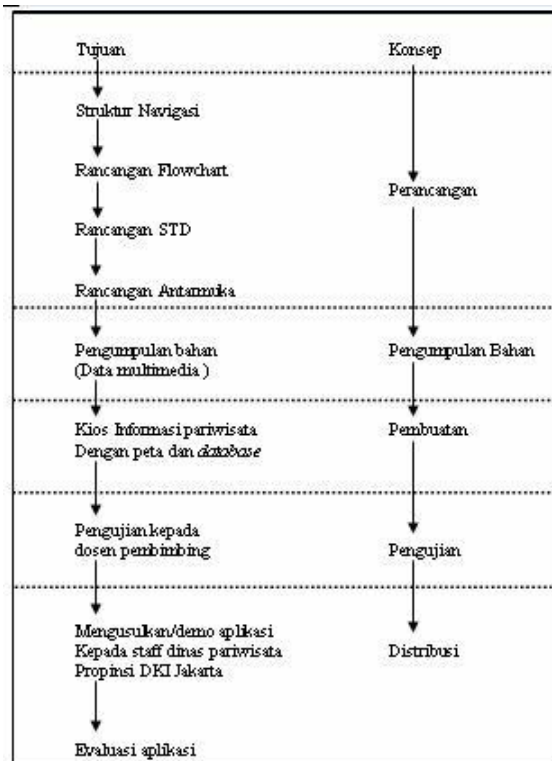 Tujuan
Konsep
Struktur Navigasi
Rancangan Flowchart
Perancangan
Rancangan STD
Rancangan Antarmuka
Pengumpulan bahan
(Data multimedia )
Pengumpulan Bahan
Kios Informasi pariwisata
Dengan peta dan database
Pembuatan
Pengujian kepada
dosen pembimbing
Pengujian
Mengusulkan/demo aplikasi
Kepada staff dinas pariwisata
Propinsi DKI Jakarta
Distribusi
Evaluasi aplikasi